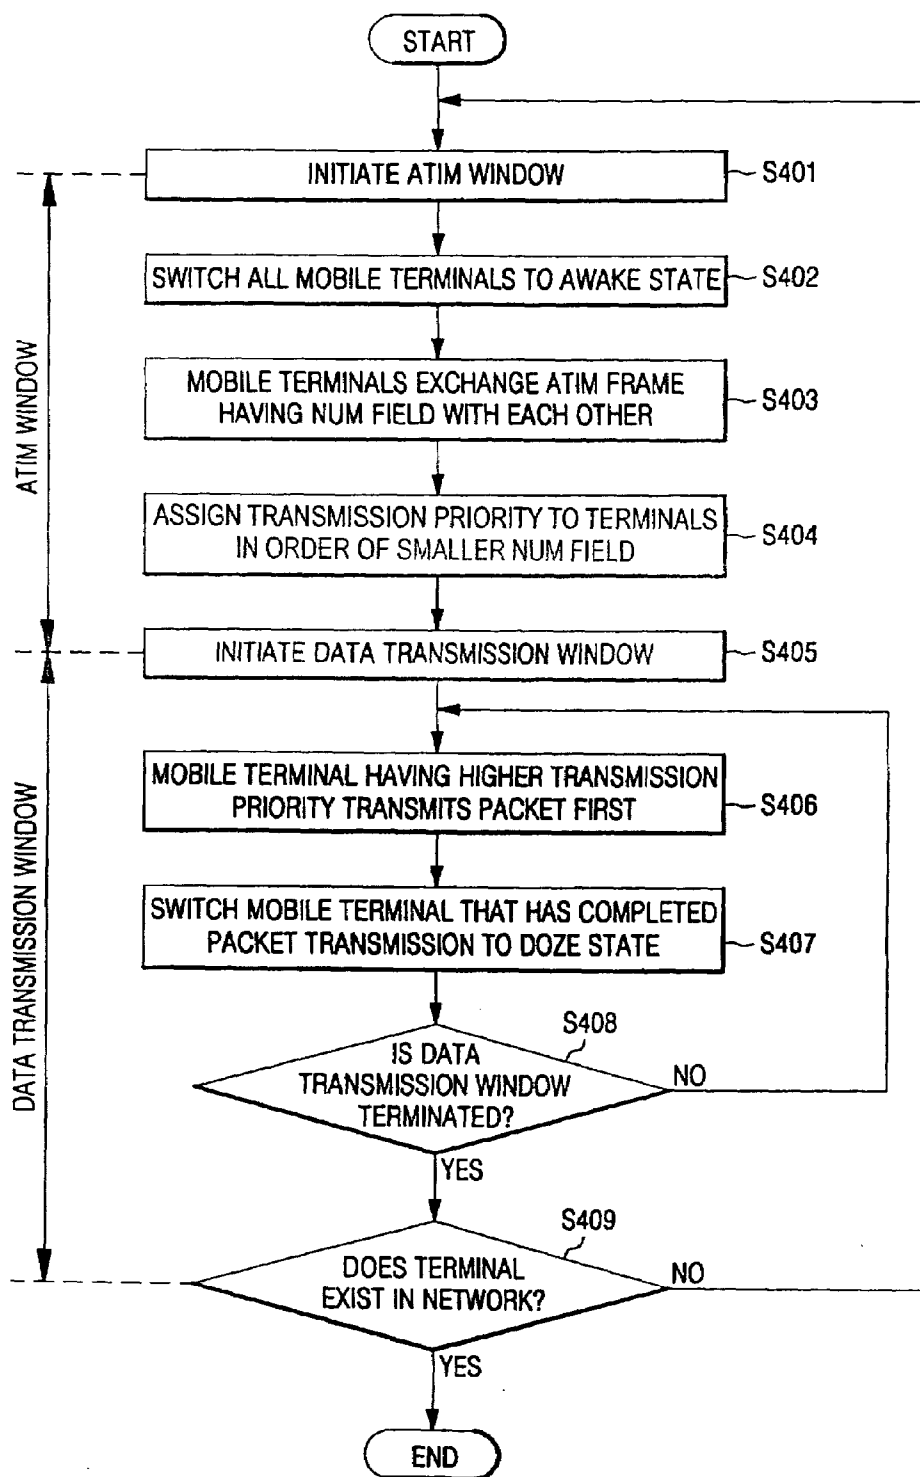 START
INITIATE ATIM WINDOW
S401
SWITCH ALL MOBILE TERMINALS TO AWAKE STATE
S402
MOBILE TERMINALS EXCHANGE ATIM FRAME
HAVING NUM FIELD WITH EACH OTHER
S403
ATIM WINDOW
ASSIGN TRANSMISSION PRIORITY TO TERMINALS
IN ORDER OF SMALLER NUM FIELD
S404
INITIATE DATA TRANSMISSION WINDOW
S405
MOBILE TERMINAL HAVING HIGHER TRANSMISSION
PRIORITY TRANSMITS PACKET FIRST
S406
SWITCH MOBILE TERMINAL THAT HAS COMPLETED
PACKET TRANSMISSION TO DOZE STATE
S407
DATA TRANSMISSION WINDOW
S408
IS DATA
TRANSMISSION WINDOW
TERMINATED?
NO
YES
S409
DOES TERMINAL
EXIST IN NETWORK?
NO
YES
END